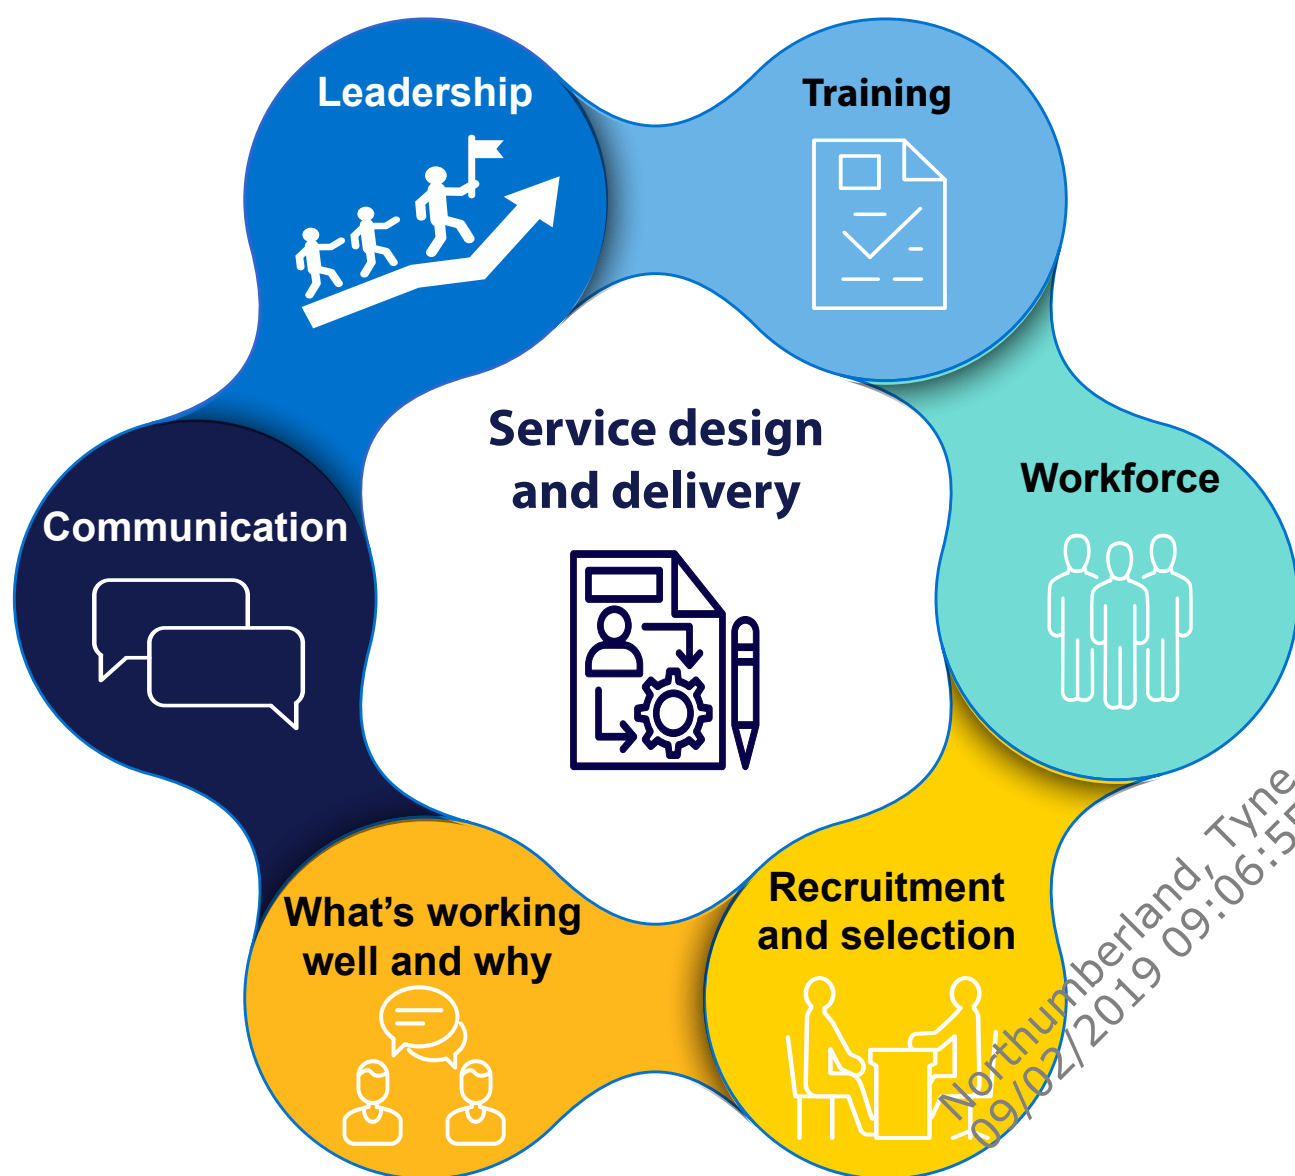 Leadership
Training
Service design
and delivery
Workforce
Communication
What’s working
well and why
Recruitment
and selection
Northumberland, Tyne
09/02/2019 09:06:5